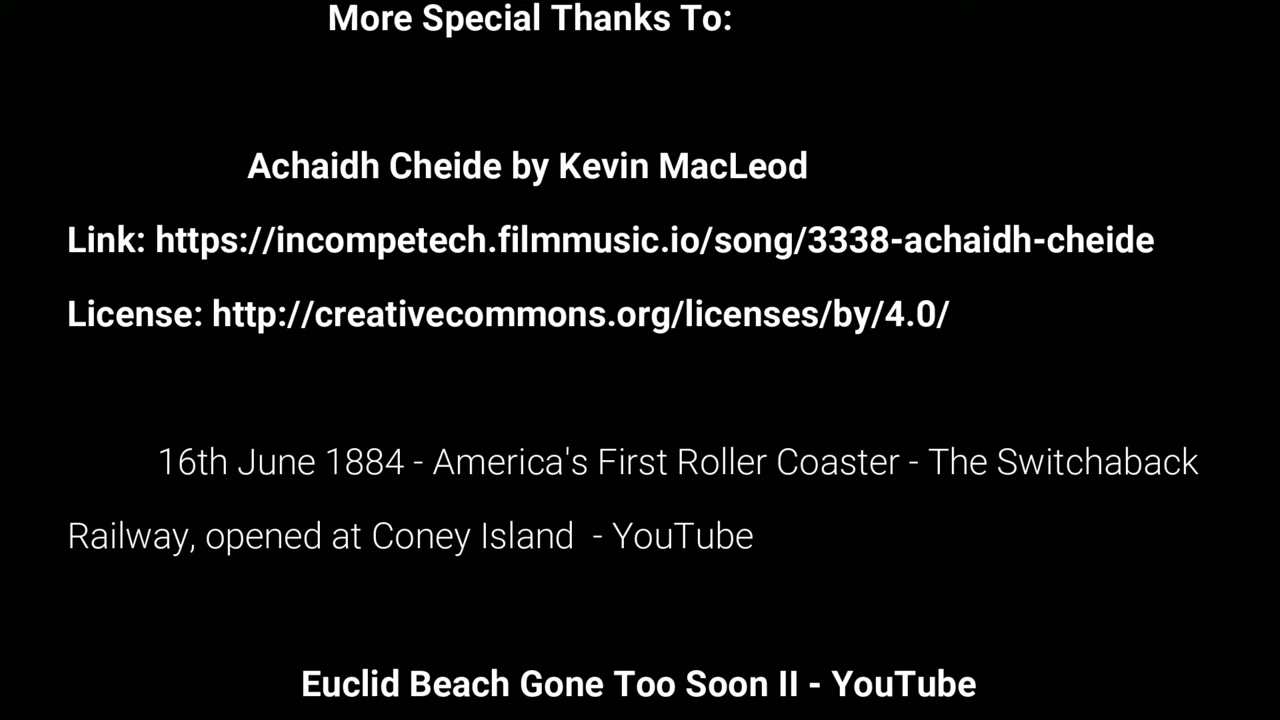 More Special Thanks To:
Achaidh Cheide by Kevin MacLeod
Link: https://incompetech.filmmusic.io/song/3338-achaidh-cheide
License: http://creativecommons.org/licenses/by/4.0/
16th June 1884 - America's First Roller Coaster - The Switchaback
Railway, opened at Coney Island  - YouTube
Euclid Beach Gone Too Soon II - YouTube